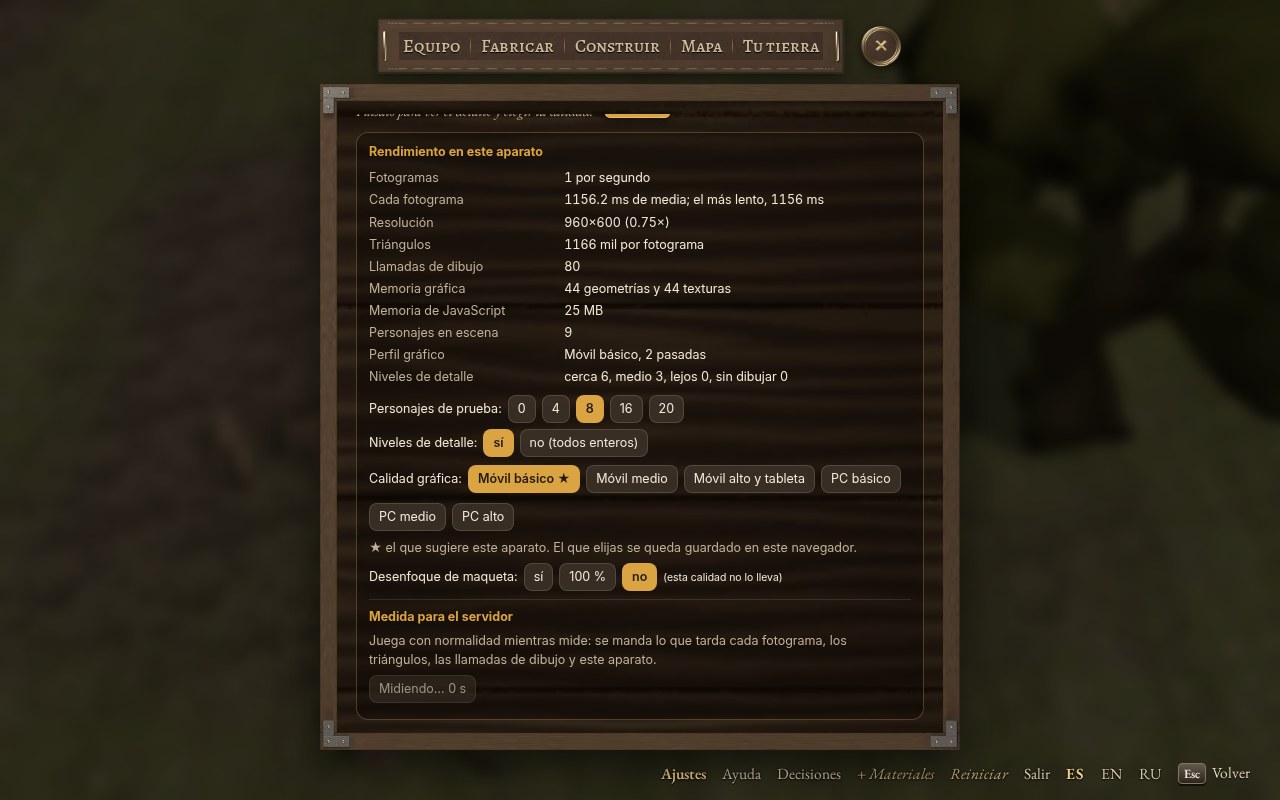 Equipo Fabricar Construir Mapa Tu tierra ✕
Rendimiento en este aparato
Fotogramas 1 por segundo
Cada fotograma 1156.2 ms de media; el más lento, 1156 ms
Resolución 960×600 (0.75×)
Triángulos 1166 mil por fotograma
Llamadas de dibujo 80
Memoria gráfica 44 geometrías y 44 texturas
Memoria de JavaScript 25 MB
Personajes en escena 9
Perfil gráfico Móvil básico, 2 pasadas
Niveles de detalle cerca 6, medio 3, lejos 0, sin dibujar 0
Personajes de prueba: 0 4 8 16 20
Niveles de detalle: sí no (todos enteros)
Calidad gráfica: Móvil básico ★ Móvil medio Móvil alto y tableta PC básico
PC medio PC alto
★ el que sugiere este aparato. El que elijas se queda guardado en este navegador.
Desenfoque de maqueta: sí 100 % no (esta calidad no lo lleva)
Medida para el servidor
Juega con normalidad mientras mide: se manda lo que tarda cada fotograma, los
triángulos, las llamadas de dibujo y este aparato.
Midiendo... 0 s
Ajustes Ayuda Decisiones + Materiales Reiniciar Salir ES EN RU Esc Volver